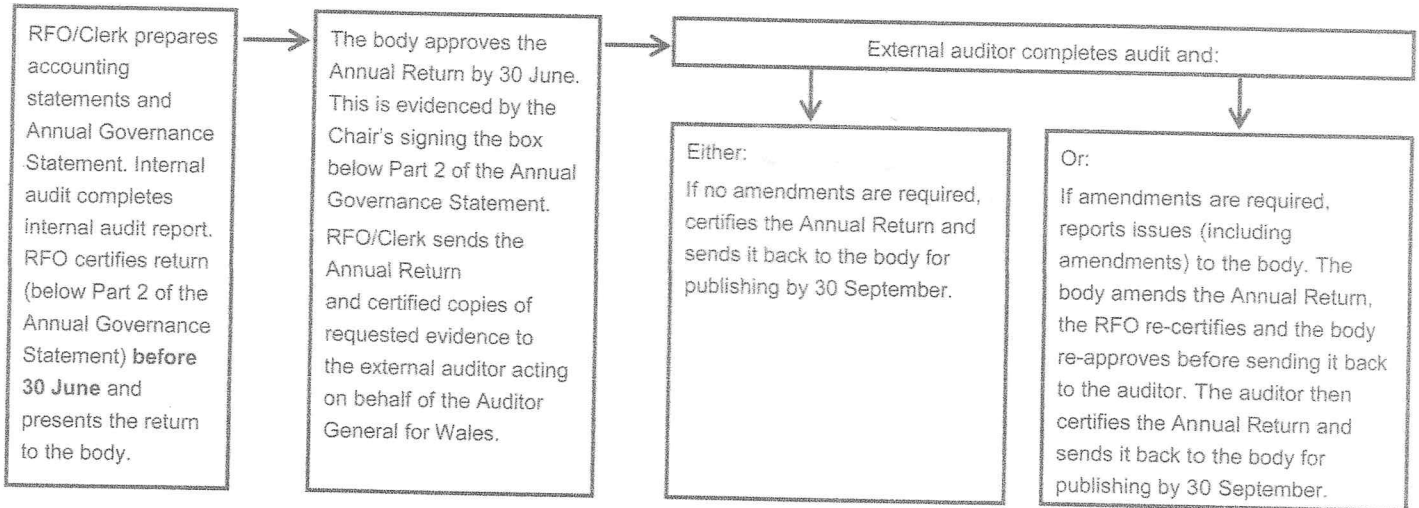 RFO/Clerk prepares
accounting
statements and
Annual Governance
Statement. Internal
audit completes
internal audit report.
RFO certifies return
(below Part 2 of the
Annual Governance
Statement) before
30 June and
presents the return
to the body.
The body approves the
Annual Return by 30 June.
This is evidenced by the
Chair's signing the box
below Part 2 of the Annual
Governance Statement.
RFO/Clerk sends the
Annual Return
and certified copies of
requested evidence to
the external auditor acting
on behalf of the Auditor
General for Wales.
External auditor completes audit and:
Either:
If no amendments are required,
certifies the Annual Return and
sends it back to the body for
publishing by 30 September.
Or:
If amendments are required,
reports issues (including
amendments) to the body. The
body amends the Annual Return,
the RFO re-certifies and the body
re-approves before sending it back
to the auditor. The auditor then
certifies the Annual Return and
sends it back to the body for
publishing by 30 September.